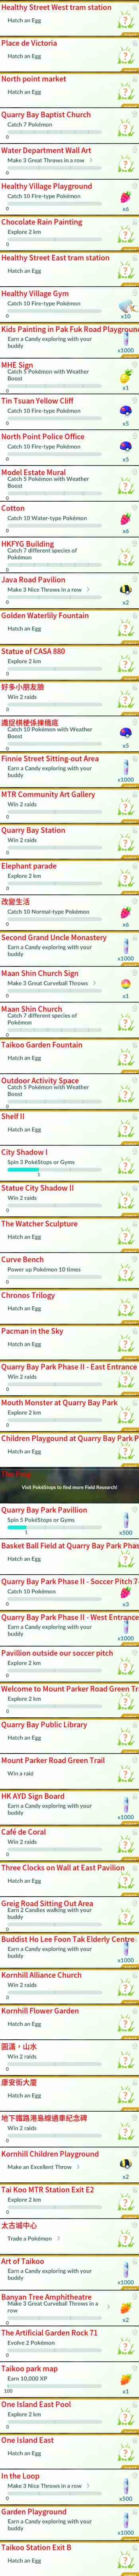 Healthy Street West tram station
Hatch an Egg
Place de Victoria
Hatch an Egg
North point market
Hatch an Egg
Quarry Bay Baptist Church
Catch 7 Pokémon
0
Water Department Wall Art
Make 3 Great Throws in a row >
0
Healthy Village Playground
Catch 10 Fire-type Pokémon
0
x6
Chocolate Rain Painting
Explore 2 km
0
Healthy Street East tram station
Hatch an Egg
Healthy Village Gym
Catch 10 Fire-type Pokémon
0
x10
Kids Painting in Pak Fuk Road Playground
Earn a Candy exploring with your
buddy
x1000
MHE Sign
Catch 5 Pokémon with Weather
Boost
0
x1
Tin Tsuan Yellow Cliff
Catch 10 Fire-type Pokémon
0
x5
North Point Police Office
Catch 10 Fire-type Pokémon
0
x5
Model Estate Mural
Catch 5 Pokémon with Weather
Boost
0
Cotton
Catch 10 Water-type Pokémon
0
x6
HKFYG Building
Catch 7 different species of
Pokémon
0
Java Road Pavilion
Make 3 Nice Throws in a row >
0
x2
Golden Waterlily Fountain
Hatch an Egg
Statue of CASA 880
Explore 2 km
0
好多小朋友臉
Win 2 raids
0
Catch 10 Pokémon with Weather
Boost
0
x5
Finnie Street Sitting-out Area
Earn a Candy exploring with your
buddy
x1000
MTR Community Art Gallery
Win 2 raids
0
Quarry Bay Station
Win 2 raids
0
Elephant parade
Explore 2 km
0
改變生活
Catch 10 Normal-type Pokémon
0
x6
Second Grand Uncle Monastery
Earn a Candy exploring with your
buddy
x1000
Maan Shin Church Sign
Make 3 Great Curveball Throws >
0
x1
Maan Shin Church
Catch 7 different species of
Pokémon
0
Taikoo Garden Fountain
Hatch an Egg
Outdoor Activity Space
Catch 5 Pokémon with Weather
Boost
0
Shelf II
Hatch an Egg
City Shadow I
Spin 3 PokéStops or Gyms
1
Statue City Shadow II
Win 2 raids
0
The Watcher Sculpture
Hatch an Egg
Curve Bench
Power up Pokémon 10 times
0
Chronos Trilogy
Hatch an Egg
Pacman in the Sky
Hatch an Egg
Quarry Bay Park Phase II - East Entrance
Win 2 raids
0
Mouth Monster at Quarry Bay Park
Explore 2 km
0
Children Playgound at Quarry Bay Park P
Hatch an Egg
Visit PokéStops to find more Field Research!
Quarry Bay Park Pavillion
Spin 5 PokéStops or Gyms
1
x500
Basket Ball Field at Quarry Bay Park Phas
Hatch an Egg
Quarry Bay Park Phase II - Soccer Pitch 7-
Catch 10 Pokémon
0
x3
Quarry Bay Park Phase II - West Entrance
Earn a Candy exploring with your
buddy
x1000
Pavillion outside our soccer pitch
Explore 2 km
0
Welcome to Mount Parker Road Green Tr
Explore 2 km
0
Quarry Bay Public Library
Hatch an Egg
Mount Parker Road Green Trail
Win a raid
HK AYD Sign Board
Earn a Candy exploring with your
buddy
x1000
Café de Coral
Win 2 raids
0
Three Clocks on Wall at East Pavilion
Hatch an Egg
Greig Road Sitting Out Area
Earn 2 Candies walking with your
buddy
0
Buddist Ho Lee Foon Tak Elderly Centre
Earn a Candy exploring with your
buddy
x1000
Kornhill Alliance Church
Win 2 raids
0
Kornhill Flower Garden
Hatch an Egg
圓滿，山水
Win 2 raids
0
康安街大廈
Hatch an Egg
地下鐵路港島線通車紀念碑
Win 2 raids
0
Kornhill Children Playground
Make an Excellent Throw >
x2
Tai Koo MTR Station Exit E2
Explore 2 km
0
太古城中心
Trade a Pokémon >
Art of Taikoo
Earn a Candy exploring with your
buddy
x1000
Banyan Tree Amphitheatre
Make 3 Great Curveball Throws in a >
row
0
x2
The Artificial Garden Rock 71
Evolve 2 Pokémon
0
Taikoo park map
Earn 10,000 XP
100
x1
One Island East Pool
Explore 2 km
0
One Island East
Hatch an Egg
In the Loop
Make 3 Nice Throws in a row >
0
x500
Garden Playground
Earn a Candy exploring with your
buddy
x1000
Taikoo Station Exit B
Hatch an Egg